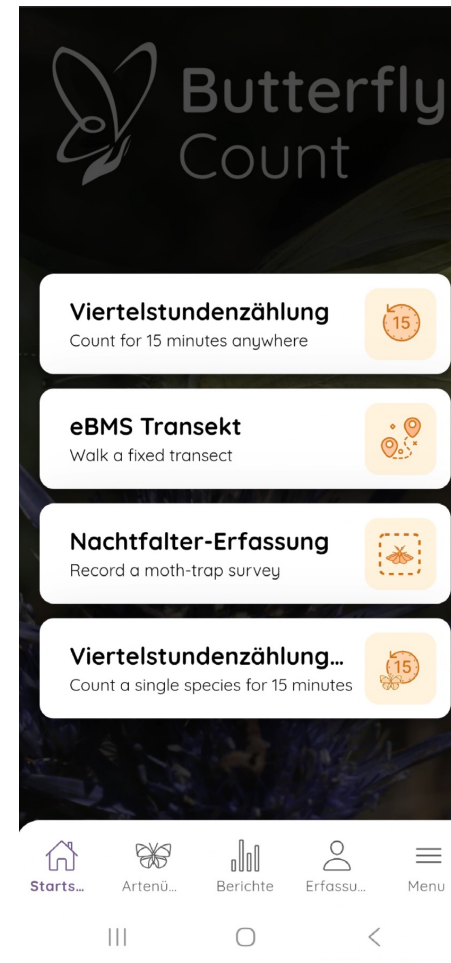 Butterfly
Count
Viertelstundenzählung
Count for 15 minutes anywhere
15
eBMS Transekt
Walk a fixed transect
Nachtfalter-Erfassung
Record a moth-trap survey
Viertelstundenzählung...
Count a single species for 15 minutes
15
Starts... Artenü... Berichte Erfassu... Menu